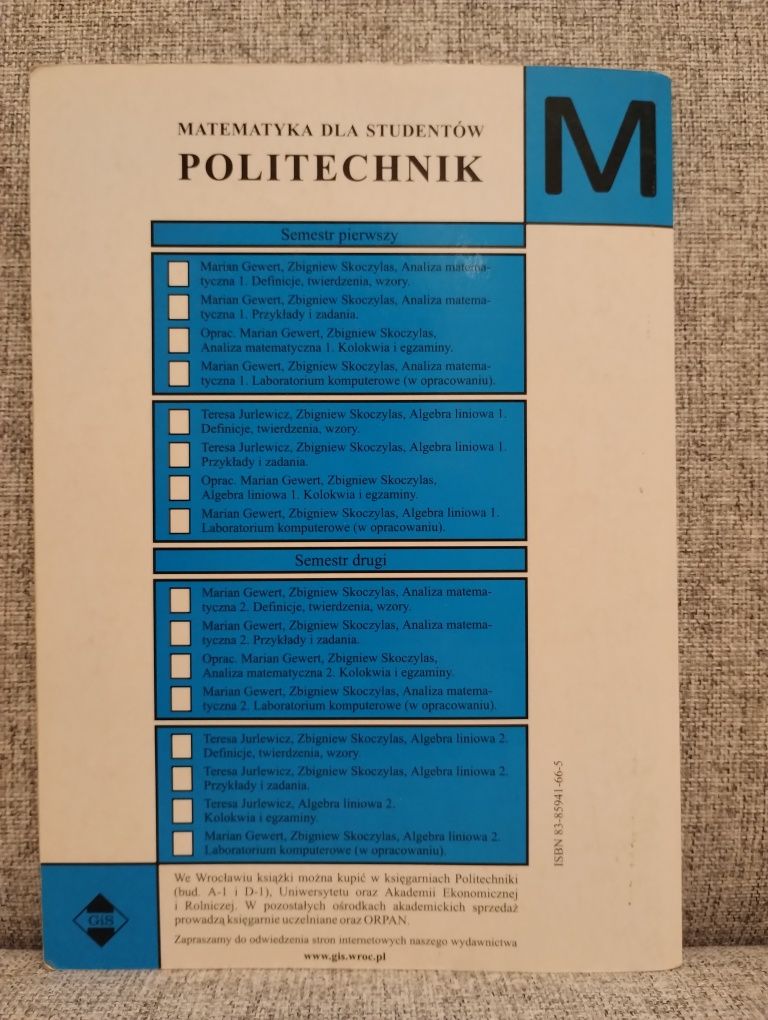 M
MATEMATYKA DLA STUDENTÓW
POLITECHNIK
Semestr pierwszy
Marian Gewert, Zbigniew Skoczylas, Analiza matema-
tyczna 1. Definicje, twierdzenia, wzory.
Marian Gewert, Zbigniew Skoczylas, Analiza matema-
tyczna 1. Przykłady i zadania.
Oprac. Marian Gewert, Zbigniew Skoczylas,
Analiza matematyczna 1. Kolokwia i egzaminy.
Marian Gewert, Zbigniew Skoczylas, Analiza matema-
tyczna 1. Laboratorium komputerowe (w opracowaniu).
Teresa Jurlewicz, Zbigniew Skoczylas, Algebra liniowa 1.
Definicje, twierdzenia, wzory.
Teresa Jurlewicz, Zbigniew Skoczylas, Algebra liniowa 1.
Przykłady i zadania.
Oprac. Marian Gewert, Zbigniew Skoczylas,
Algebra liniowa 1. Kolokwia i egzaminy.
Marian Gewert, Zbigniew Skoczylas, Algebra liniowa 1.
Laboratorium komputerowe (w opracowaniu).
Semestr drugi
Marian Gewert, Zbigniew Skoczylas, Analiza matema-
tyczna 2. Definicje, twierdzenia, wzory.
Marian Gewert, Zbigniew Skoczylas, Analiza matema-
tyczna 2. Przykłady i zadania.
Oprac. Marian Gewert, Zbigniew Skoczylas,
Analiza matematyczna 2. Kolokwia i egzaminy.
Marian Gewert, Zbigniew Skoczylas, Analiza matema-
tyczna 2. Laboratorium komputerowe (w opracowaniu).
Teresa Jurlewicz, Zbigniew Skoczylas, Algebra liniowa 2.
Definicje, twierdzenia, wzory.
Teresa Jurlewicz, Zbigniew Skoczylas, Algebra liniowa 2.
Przykłady i zadania.
Teresa Jurlewicz, Algebra liniowa 2.
Kolokwia i egzaminy.
Marian Gewert, Zbigniew Skoczylas, Algebra liniowa 2.
Laboratorium komputerowe (w opracowaniu).
ISBN 83-85941-66-5
We Wrocławiu książki można kupić w księgarniach Politechniki
(bud. A-1 i D-1), Uniwersytetu oraz Akademii Ekonomicznej
i Rolniczej. W pozostałych ośrodkach akademickich sprzedaż
prowadzą księgarnie uczelniane oraz ORPAN.
Zapraszamy do odwiedzenia stron internetowych naszego wydawnictwa
www.gis.wroc.pl
GiS